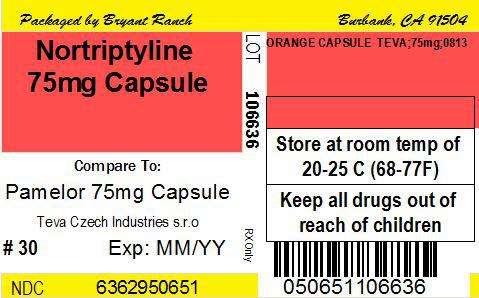 Packaged by Bryant Ranch
Burbank, CA 91504
Nortriptyline
75mg Capsule
Compare To:
Pamelor 75mg Capsule
Teva Czech Industries s.r.o
# 30 Exp: MM/YY
NDC 6362950651
LOT 106636
RX Only
ORANGE CAPSULE TEVA;75mg;0813
Store at room temp of
20-25 C (68-77F)
Keep all drugs out of
reach of children
050651106636